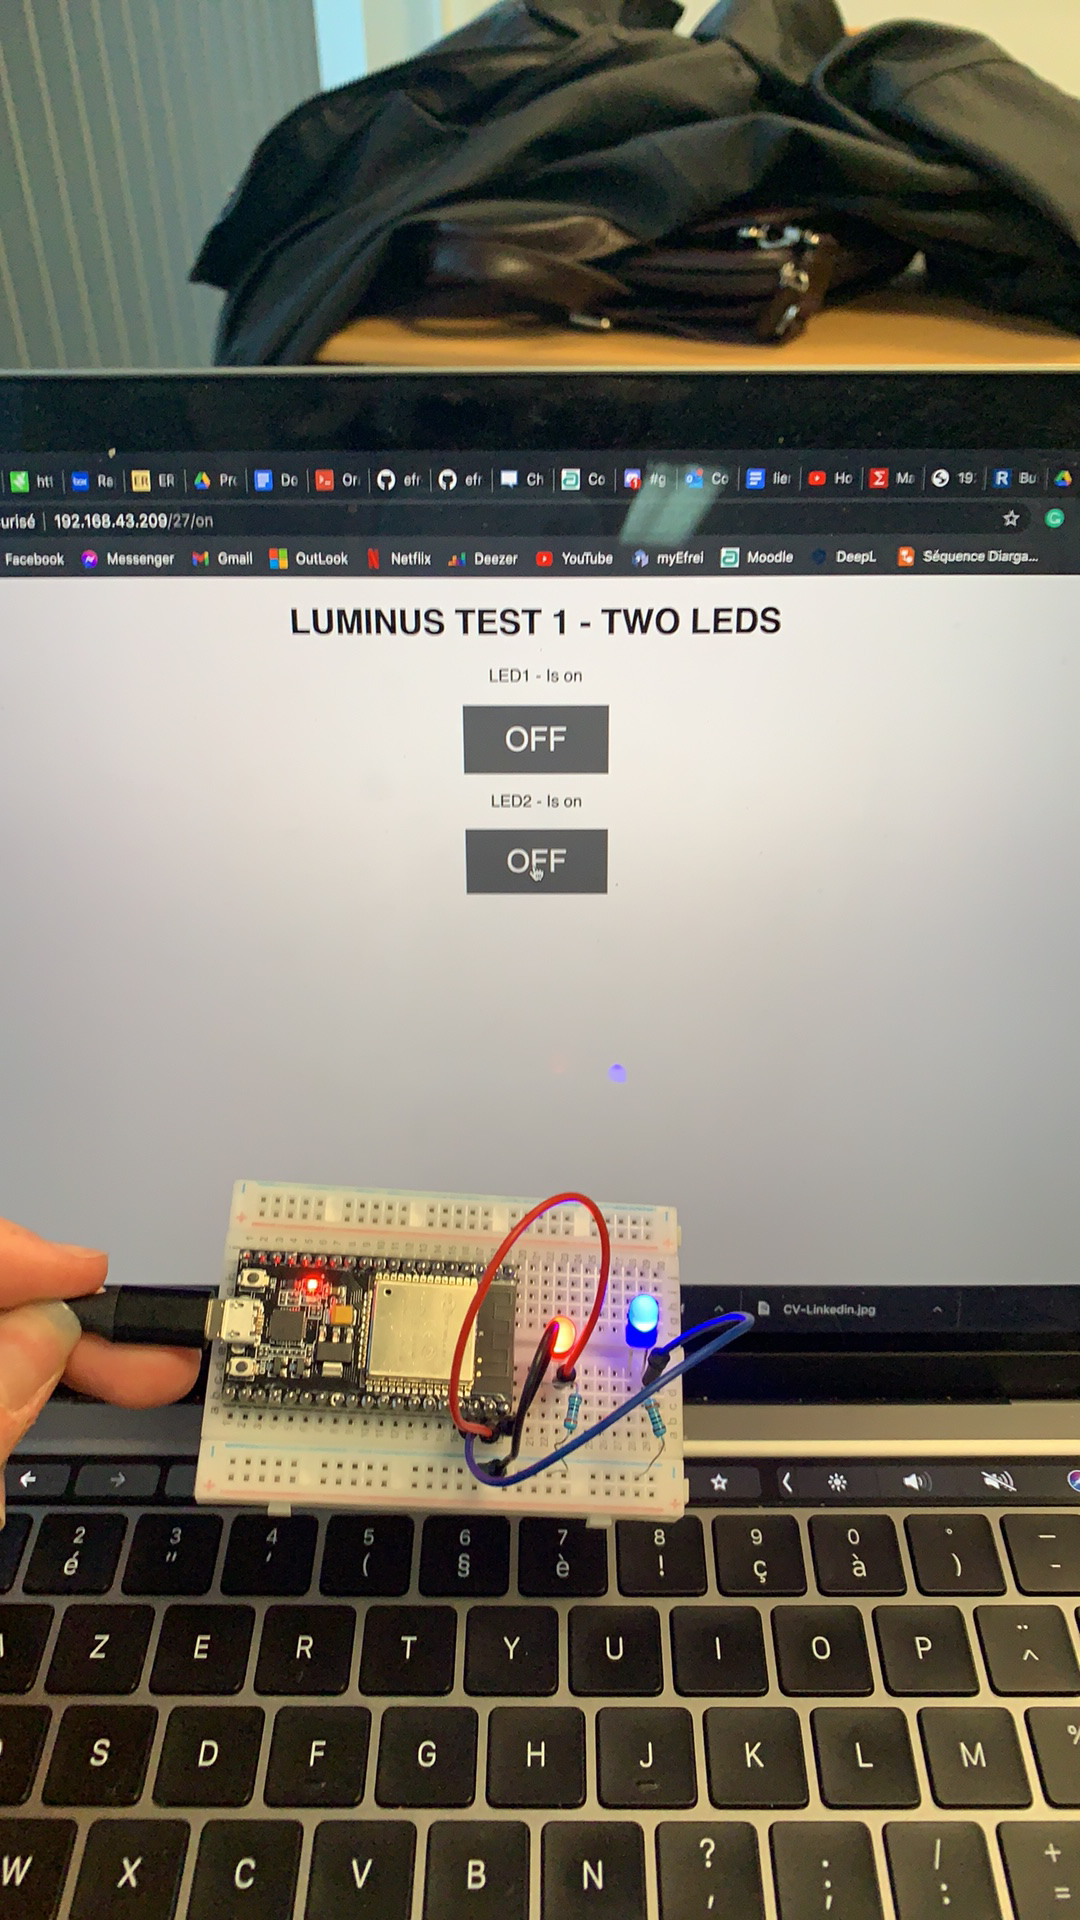 htt Re ER ER Pro Do Or efr efr Ch Co #g Co lier Ho Ma 19: Bu
urisé 192.168.43.209/27/on
Facebook Messenger Gmail OutLook Netflix Deezer YouTube myEfrei Moodle DeepL Séquence Diarga...
LUMINUS TEST 1 - TWO LEDS
LED1 - Is on
OFF
LED2 - Is on
OFF
CV-Linkedin.jpg
2 3 4 5 6 7 8 9 0 ° —
é " ' ( § è ! ç à ) -
Z E R T Y U I O P ¨ ^
S D F G H J K L M %
W X C V B N ? , . ; / : + =